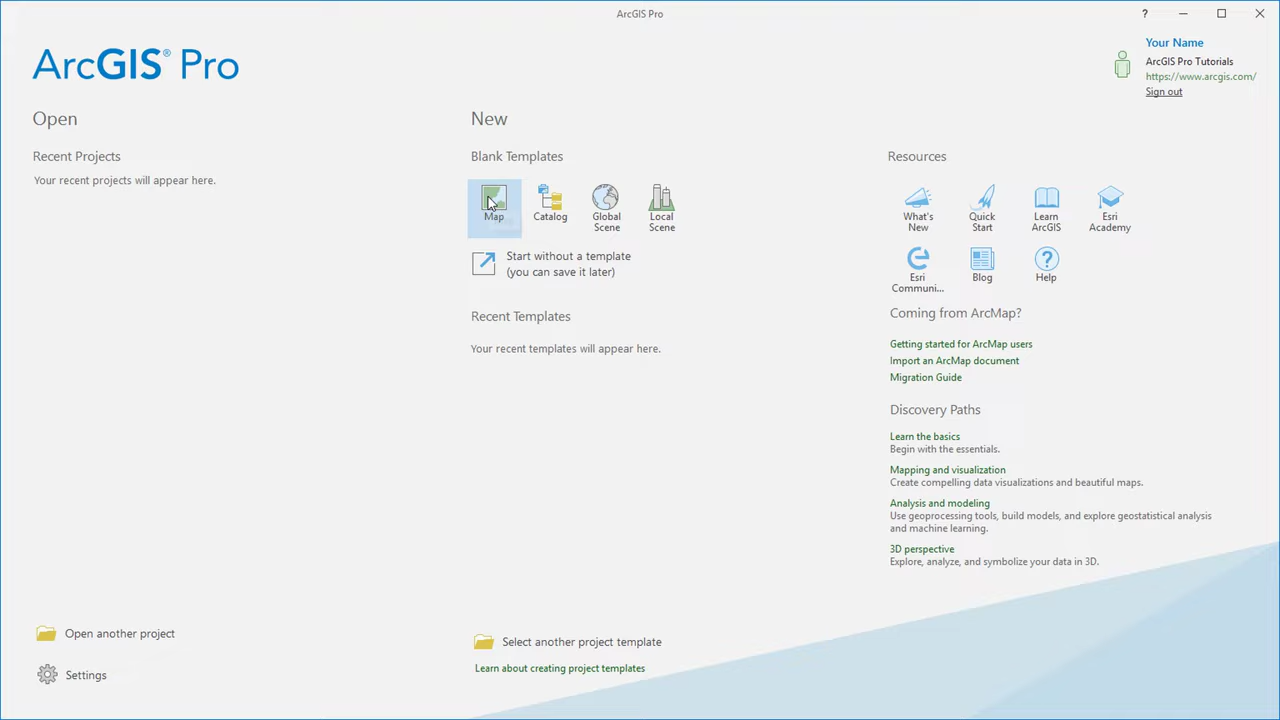 ArcGIS Pro
?
ArcGIS® Pro
Your Name
ArcGIS Pro Tutorials
https://www.arcgis.com/
Sign out
Open
Recent Projects
Your recent projects will appear here.
Open another project
Settings
New
Blank Templates
Map
Catalog
Global
Scene
Local
Scene
Start without a template
(you can save it later)
Recent Templates
Your recent templates will appear here.
Select another project template
Learn about creating project templates
Resources
What's
New
Quick
Start
Learn
ArcGIS
Esri
Academy
Esri
Communi...
Blog
Help
Coming from ArcMap?
Getting started for ArcMap users
Import an ArcMap document
Migration Guide
Discovery Paths
Learn the basics
Begin with the essentials.
Mapping and visualization
Create compelling data visualizations and beautiful maps.
Analysis and modeling
Use geoprocessing tools, build models, and explore geostatistical analysis
and machine learning.
3D perspective
Explore, analyze, and symbolize your data in 3D.